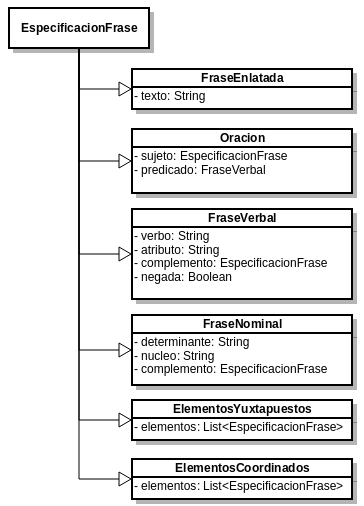 EspecificacionFrase
FraseEnlatada
- texto: String
Oracion
- sujeto: EspecificacionFrase
- predicado: FraseVerbal
FraseVerbal
- verbo: String
- atributo: String
- complemento: EspecificacionFrase
- negada: Boolean
FraseNominal
- determinante: String
- nucleo: String
- complemento: EspecificacionFrase
ElementosYuxtapuestos
- elementos: List<EspecificacionFrase>
ElementosCoordinados
- elementos: List<EspecificacionFrase>